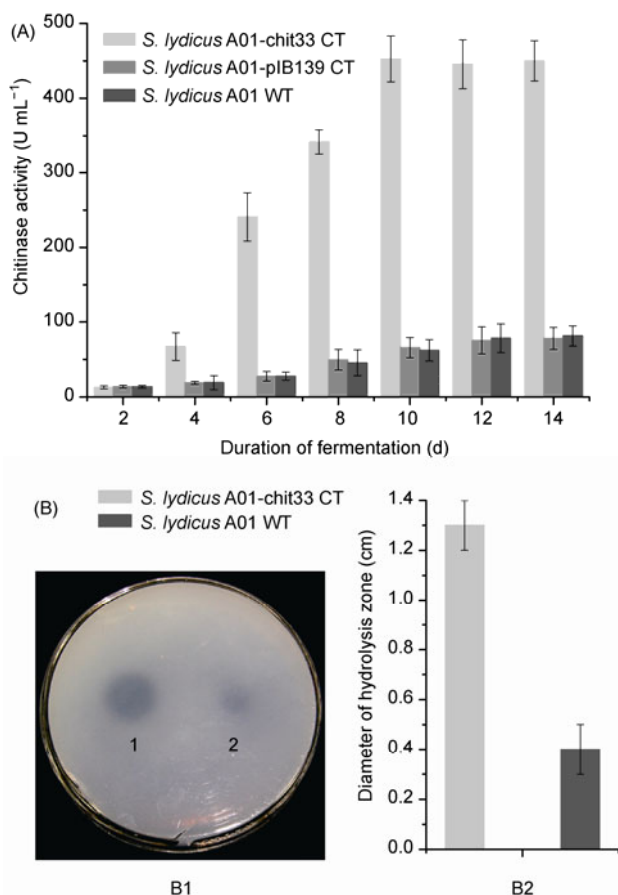 (A)
S. lydicus A01-chit33 CT
S. lydicus A01-pIB139 CT
S. lydicus A01 WT
Chitinase activity (U mL⁻¹)
500
400
300
200
100
0
2 4 6 8 10 12 14
Duration of fermentation (d)
(B)
S. lydicus A01-chit33 CT
S. lydicus A01 WT
1 2
B1
Diameter of hydrolysis zone (cm)
1.4
1.2
1.0
0.8
0.6
0.4
0.2
0.0
B2